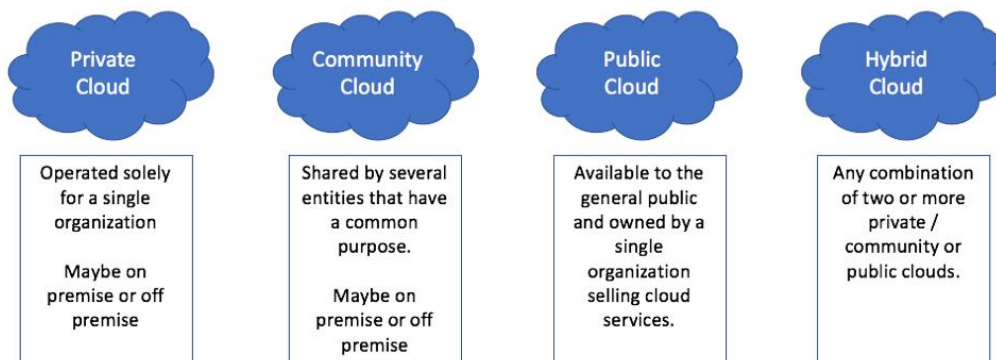 Private
Cloud
Community
Cloud
Public
Cloud
Hybrid
Cloud
Operated solely
for a single
organization
Maybe on
premise or off
premise
Shared by several
entities that have
a common
purpose.
Maybe on
premise or off
premise
Available to the
general public
and owned by a
single
organization
selling cloud
services.
Any combination
of two or more
private /
community or
public clouds.